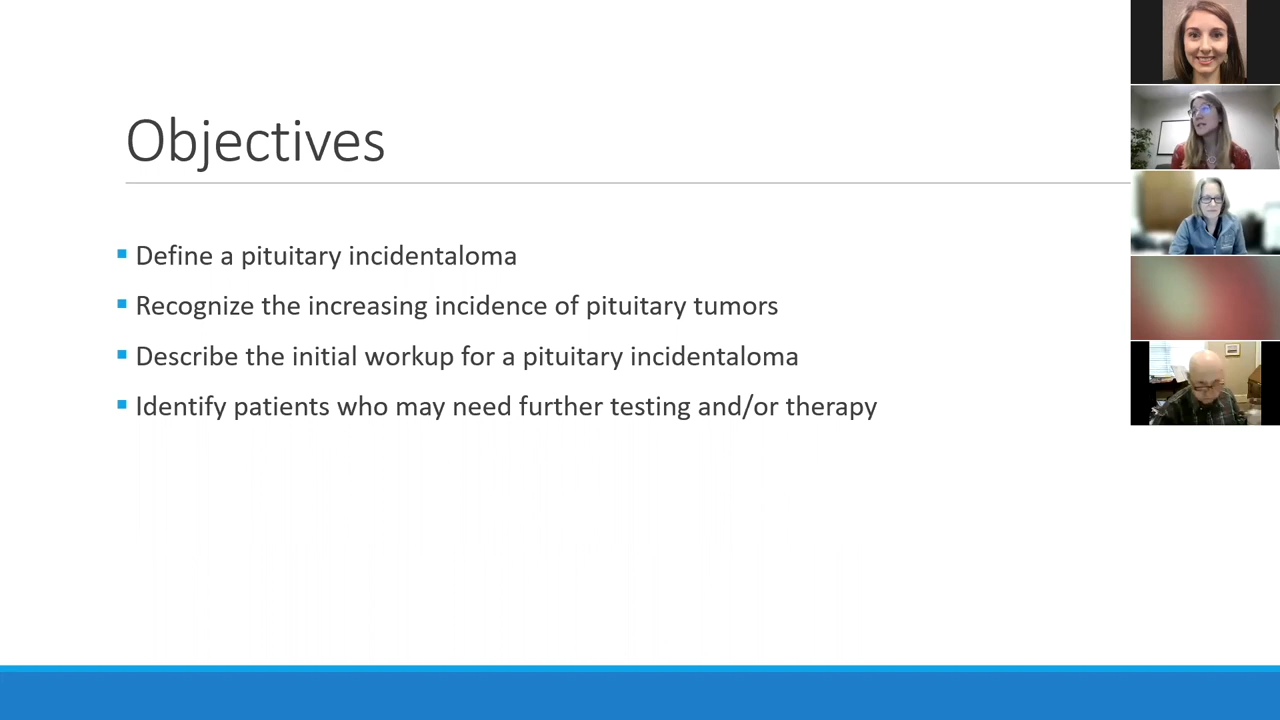 Objectives
Define a pituitary incidentaloma
Recognize the increasing incidence of pituitary tumors
Describe the initial workup for a pituitary incidentaloma
Identify patients who may need further testing and/or therapy